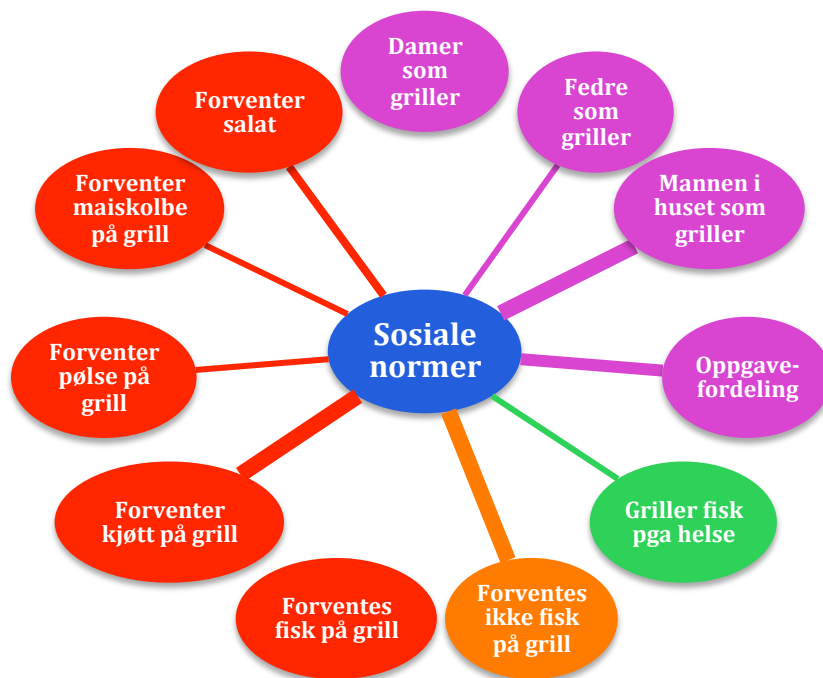 Damer
som
griller
Fedre
som
griller
Mannen i
huset som
griller
Oppgave-
fordeling
Griller fisk
pga helse
Forventes
ikke fisk
på grill
Forventes
fisk på grill
Forventer
kjøtt på grill
Forventer
pølse på
grill
Forventer
maiskolbe
på grill
Forventer
salat
Sosiale
normer